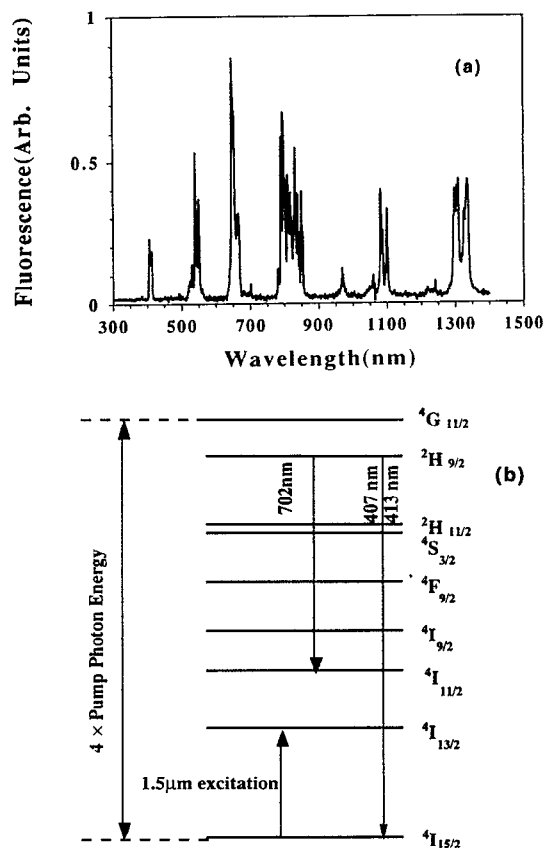 Fluorescence(Arb. Units)
1
0.5
0
(a)
300 500 700 900 1100 1300 1500
Wavelength(nm)
(b)
4 × Pump Photon Energy
⁴G 11/2
²H 9/2
702nm
407 nm
413 nm
²H 11/2
⁴S 3/2
⁴F 9/2
⁴I 9/2
⁴I 11/2
⁴I 13/2
1.5μm excitation
⁴I 15/2